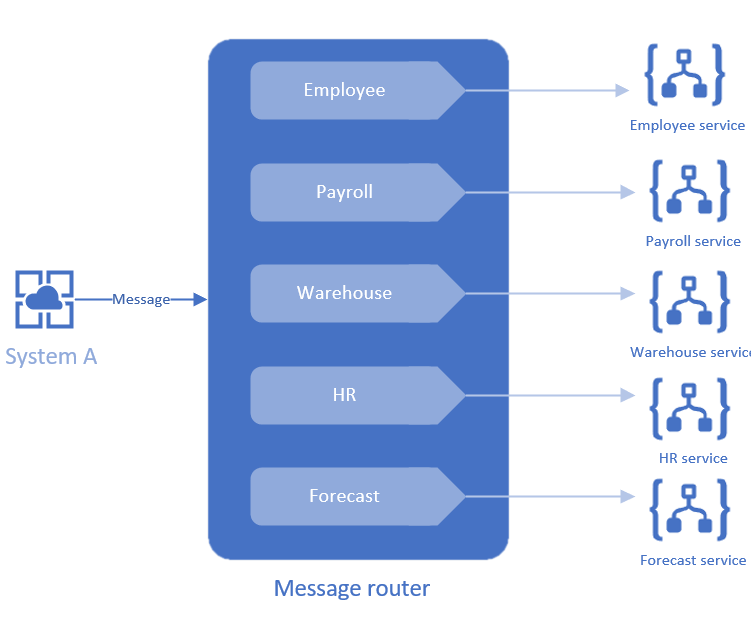 Employee
Employee service
Payroll
Payroll service
Message
Warehouse
Warehouse service
System A
HR
HR service
Forecast
Forecast service
Message router